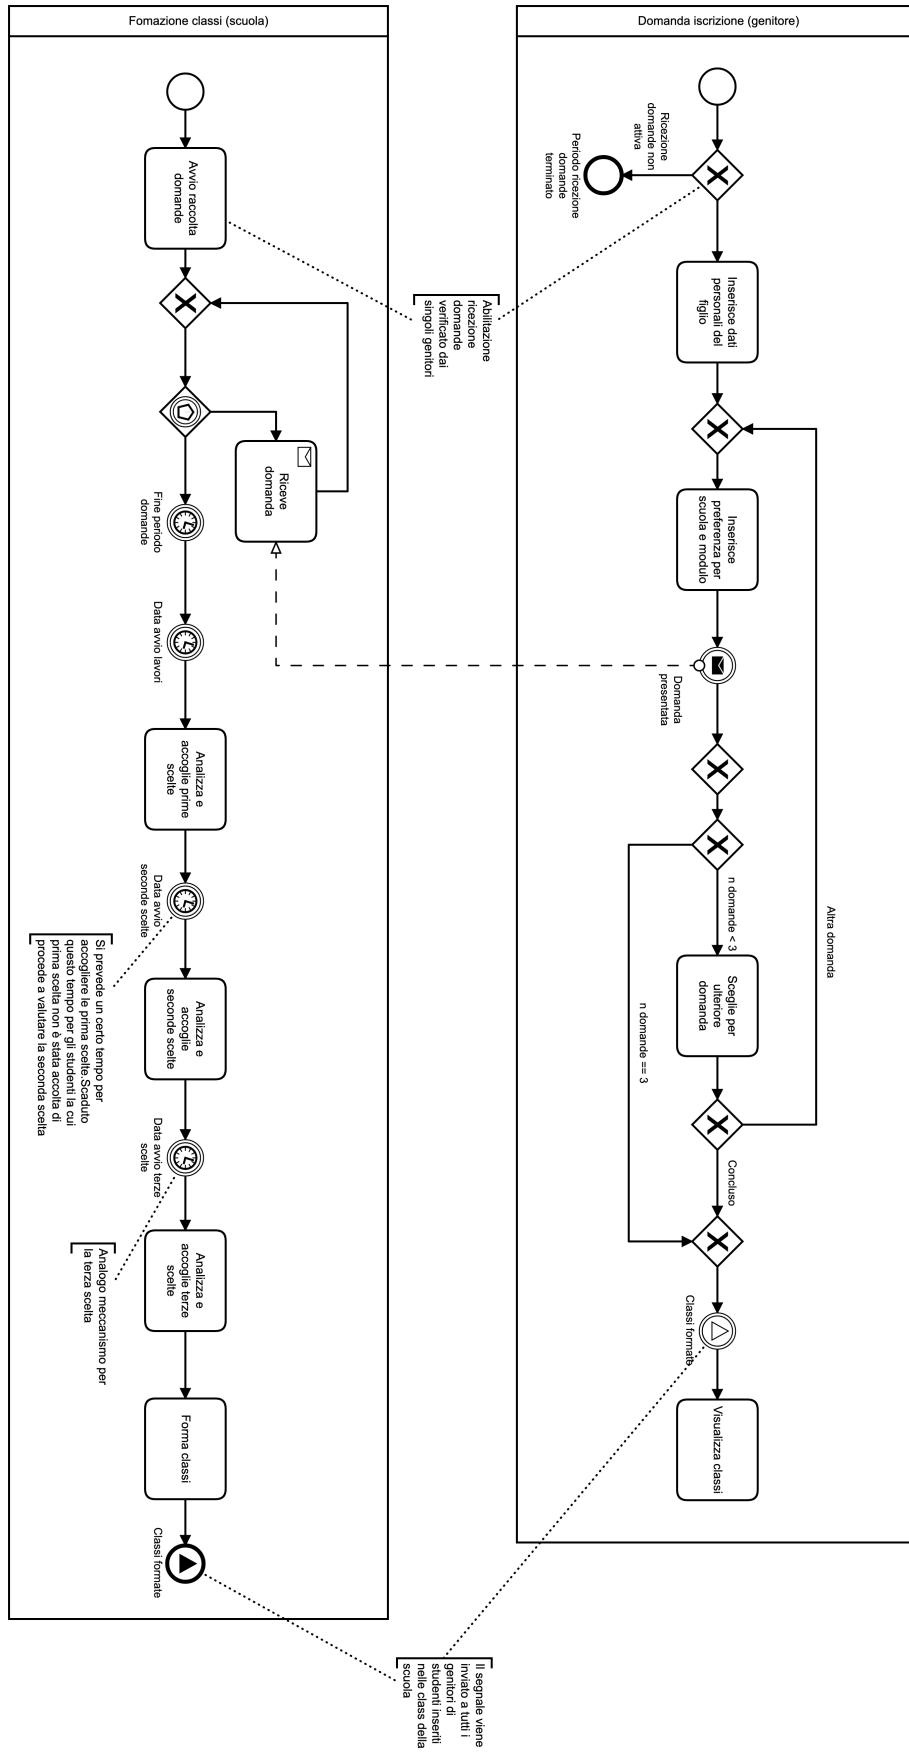 Fomazione classi (scuola)
Domanda iscrizione (genitore)
Ricezione
domande non
attiva
Periodo ricezione
domande
terminato
Inserisce dati
personali del
figlio
Inserisce
preferenza per
scuola e modulo
Domanda
presentata
n domande < 3
n domande == 3
Sceglie per
ulteriore
domanda
Altra domanda
Concluso
Classi formate
Visualizza classi
Abilitazione
ricezione
domande
verificato dai
singoli genitori
Avvio raccolta
domande
Riceve
domanda
Fine periodo
domande
Data avvio lavori
Analizza e
accoglie prime
scelte
Data avvio
seconde scelte
Si prevede un certo tempo per
accogliere le prima scelte.Scaduto
questo tempo per gli studenti la cui
prima scelta non è stata accolta di
procede a valutare la seconda scelta
Analizza e
accoglie
seconde scelte
Data avvio terze
scelte
Analogo meccanismo per
la terza scelta
Analizza e
accoglie terze
scelte
Forma classi
Classi formate
Il segnale viene
inviato a tutti i
genitori di
studenti inseriti
nelle class della
scuola